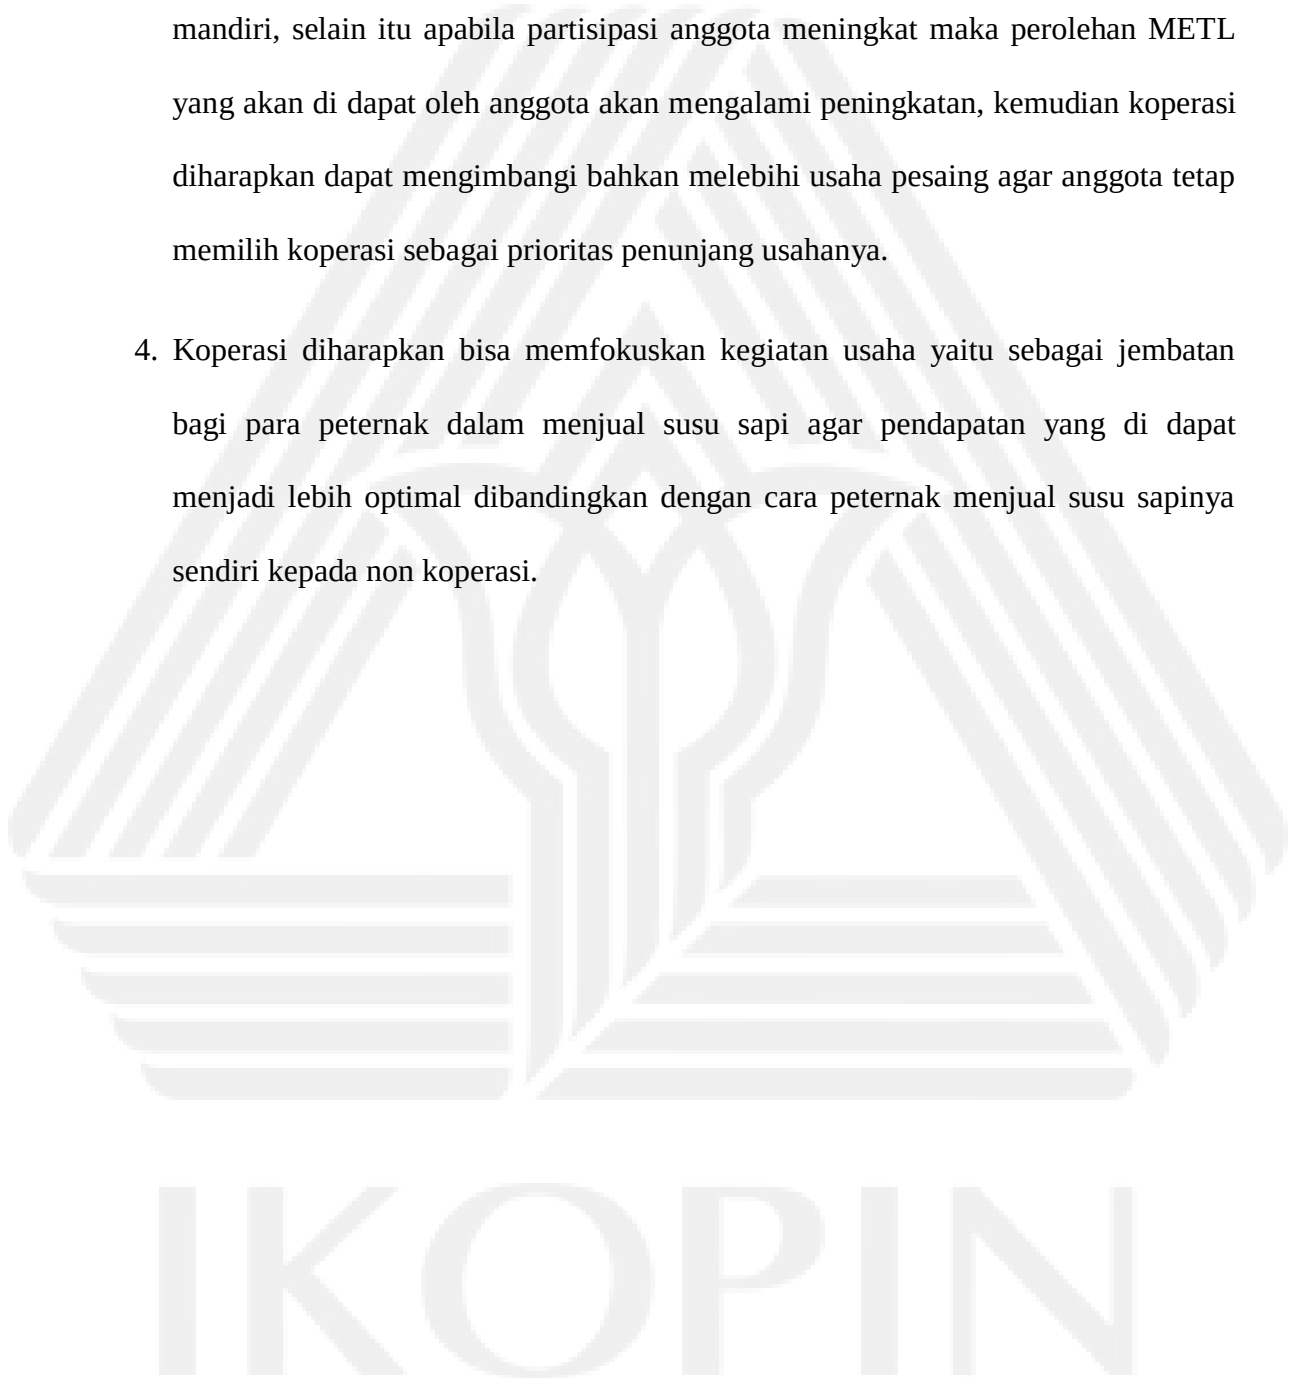 mandiri, selain itu apabila partisipasi anggota meningkat maka perolehan METL
yang akan di dapat oleh anggota akan mengalami peningkatan, kemudian koperasi
diharapkan dapat mengimbangi bahkan melebihi usaha pesaing agar anggota tetap
memilih koperasi sebagai prioritas penunjang usahanya.
4. Koperasi diharapkan bisa memfokuskan kegiatan usaha yaitu sebagai jembatan
bagi para peternak dalam menjual susu sapi agar pendapatan yang di dapat
menjadi lebih optimal dibandingkan dengan cara peternak menjual susu sapinya
sendiri kepada non koperasi.
IKOPIN